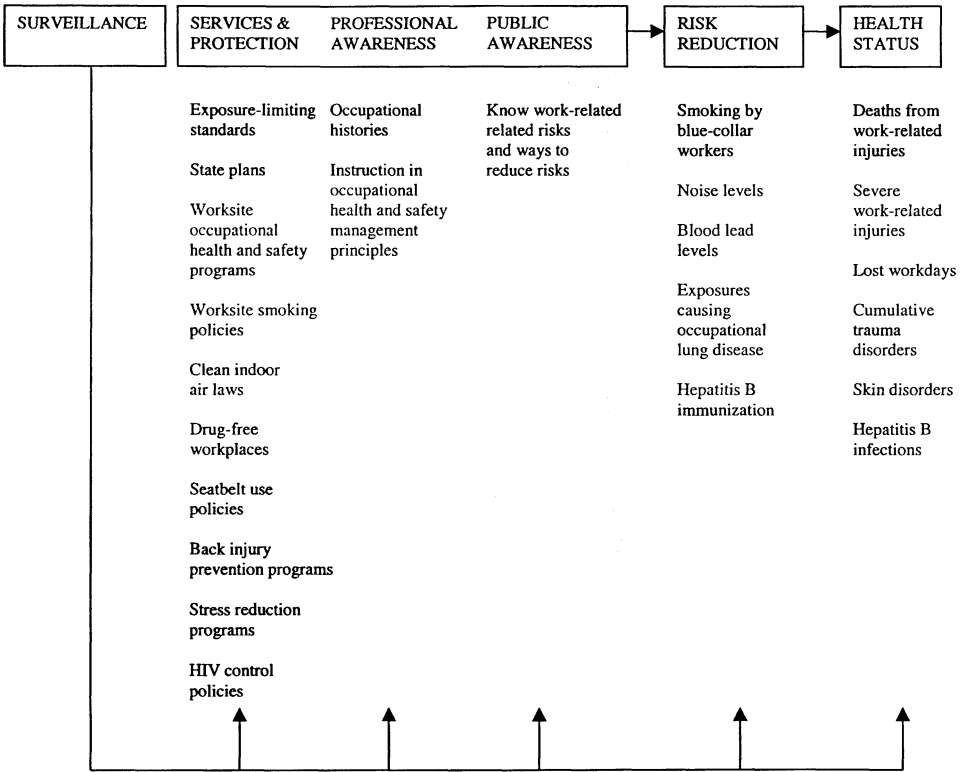 SURVEILLANCE
SERVICES &
PROTECTION
PROFESSIONAL
AWARENESS
PUBLIC
AWARENESS
RISK
REDUCTION
HEALTH
STATUS
Exposure-limiting
standards
State plans
Worksite
occupational
health and safety
programs
Worksite smoking
policies
Clean indoor
air laws
Drug-free
workplaces
Seatbelt use
policies
Back injury
prevention programs
Stress reduction
programs
HIV control
policies
Occupational
histories
Instruction in
occupational
health and safety
management
principles
Know work-related
related risks
and ways to
reduce risks
Smoking by
blue-collar
workers
Noise levels
Blood lead
levels
Exposures
causing
occupational
lung disease
Hepatitis B
immunization
Deaths from
work-related
injuries
Severe
work-related
injuries
Lost workdays
Cumulative
trauma
disorders
Skin disorders
Hepatitis B
infections